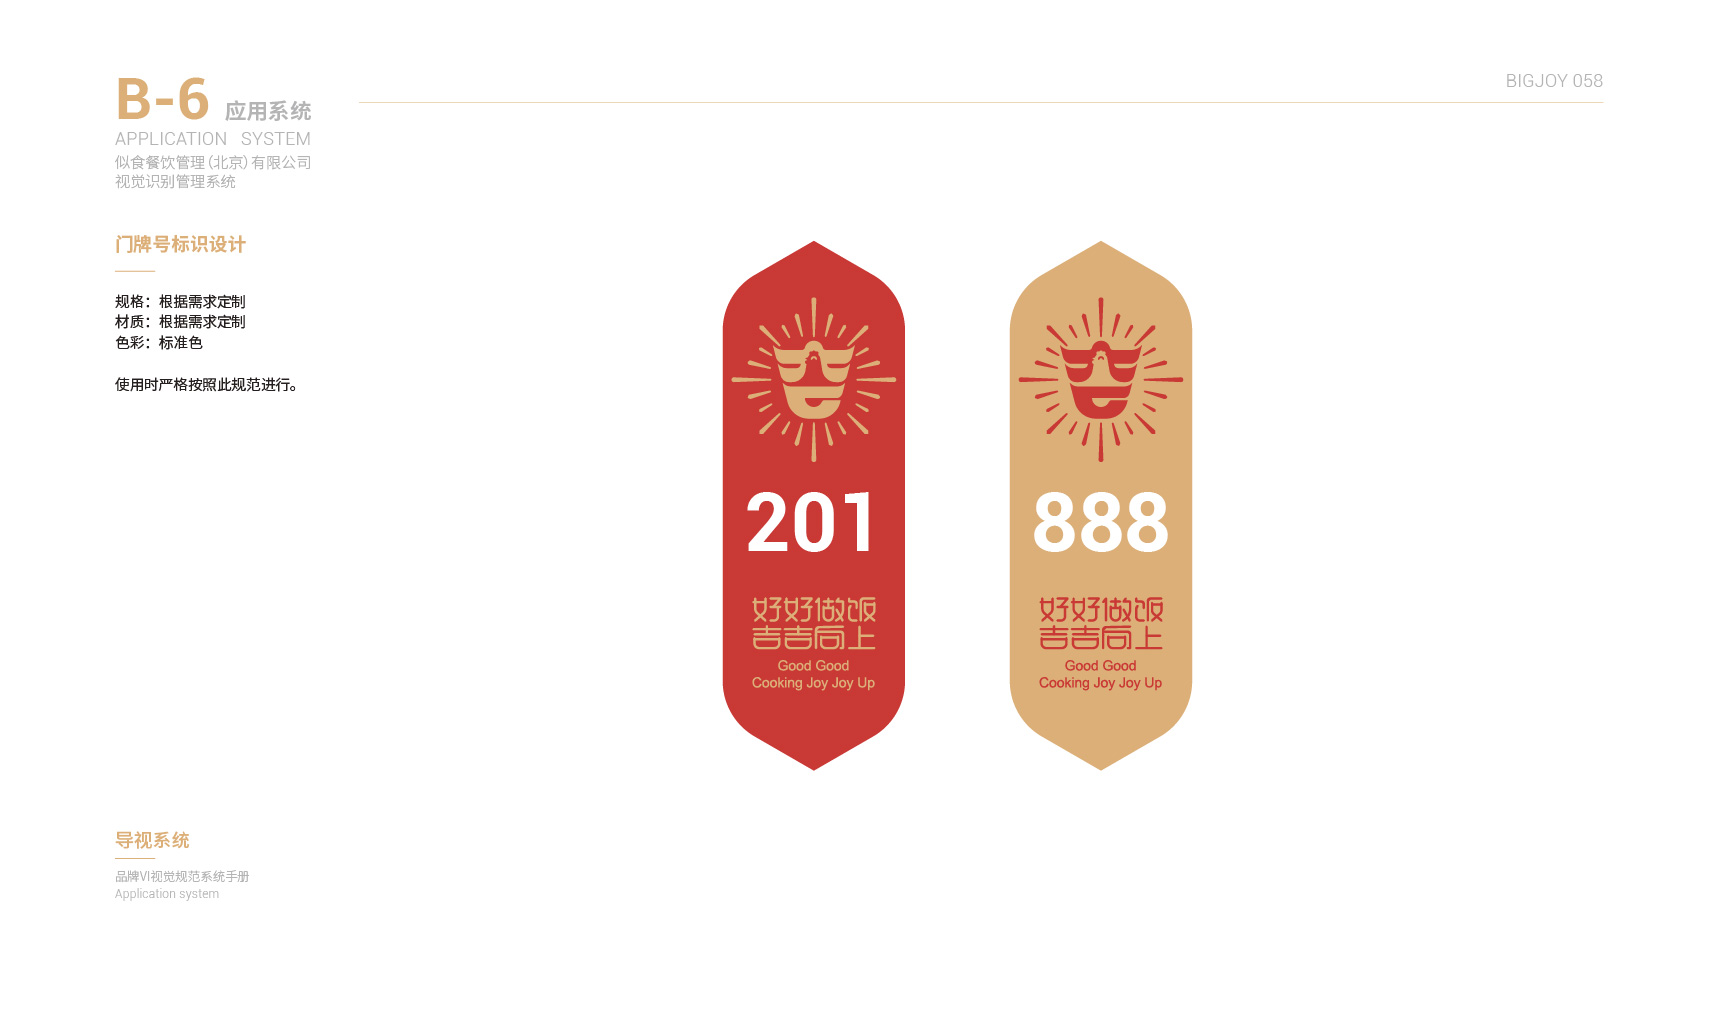 B-6 应用系统
APPLICATION SYSTEM
似食餐饮管理(北京)有限公司
视觉识别管理系统
BIGJOY 058
门牌号标识设计
规格：根据需求定制
材质：根据需求定制
色彩：标准色
使用时严格按照此规范进行。
201
好好做饭
吉吉向上
Good Good
Cooking Joy Joy Up
888
好好做饭
吉吉向上
Good Good
Cooking Joy Joy Up
导视系统
品牌VI视觉规范系统手册
Application system